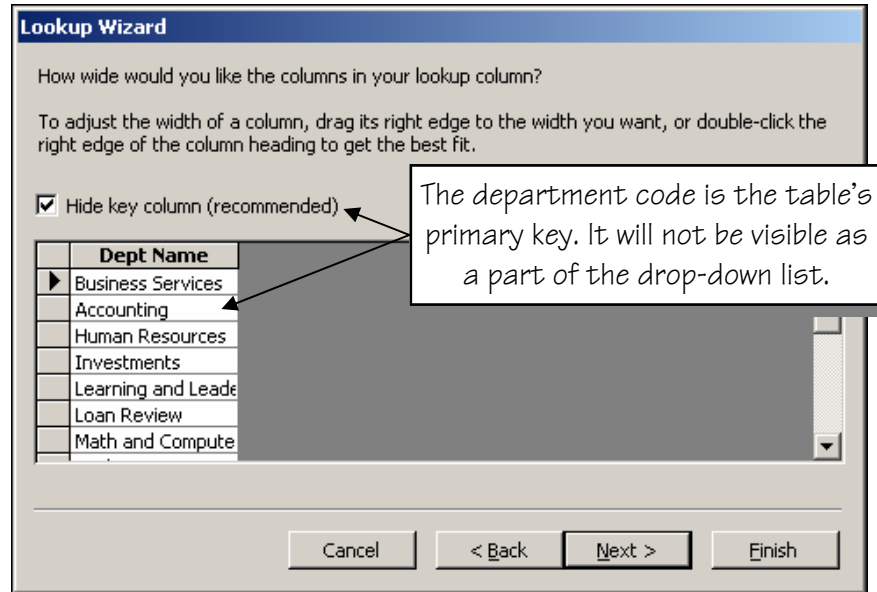 Lookup Wizard
How wide would you like the columns in your lookup column?
To adjust the width of a column, drag its right edge to the width you want, or double-click the
right edge of the column heading to get the best fit.
Hide key column (recommended)
The department code is the table's
primary key. It will not be visible as
a part of the drop-down list.
Dept Name
Business Services
Accounting
Human Resources
Investments
Learning and Leade
Loan Review
Math and Compute
Cancel
< Back
Next >
Finish